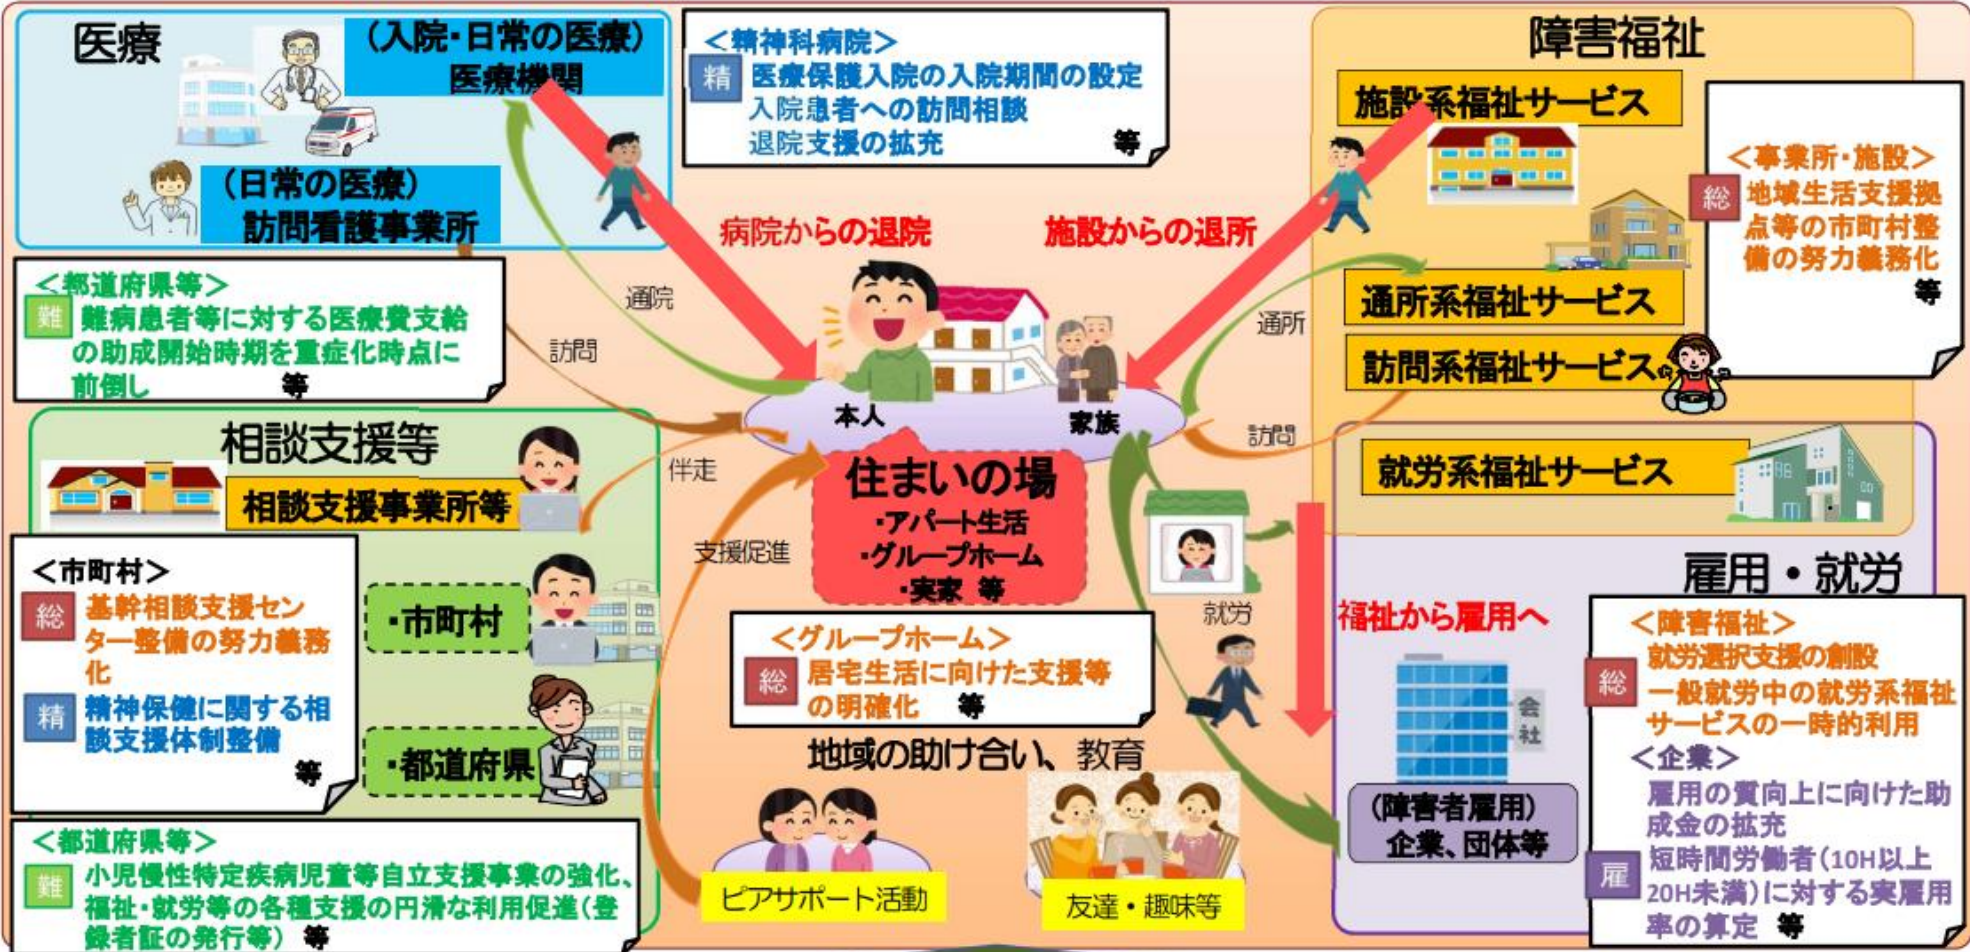 医療
(入院・日常の医療)
医療機関
(日常の医療)
訪問看護事業所
＜精神科病院＞
精 医療保護入院の入院期間の設定
入院患者への訪問相談
退院支援の拡充 等
障害福祉
施設系福祉サービス
通所系福祉サービス
訪問系福祉サービス
就労系福祉サービス
＜事業所・施設＞
総 地域生活支援拠
点等の市町村整
備の努力義務化
等
病院からの退院
施設からの退所
通院
訪問
通所
訪問
＜都道府県等＞
難 難病患者等に対する医療費支給
の助成開始時期を重症化時点に
前倒し 等
本人
家族
住まいの場
・アパート生活
・グループホーム
・実家 等
伴走
支援促進
相談支援等
相談支援事業所等
＜市町村＞
総 基幹相談支援セン
ター整備の努力義務
化
精 精神保健に関する相
談支援体制整備
等
・市町村
・都道府県
＜都道府県等＞
難 小児慢性特定疾病児童等自立支援事業の強化、
福祉・就労等の各種支援の円滑な利用促進(登
録者証の発行等) 等
＜グループホーム＞
総 居宅生活に向けた支援等
の明確化 等
地域の助け合い、教育
ピアサポート活動
友達・趣味等
就労
福祉から雇用へ
雇用・就労
会
社
(障害者雇用)
企業、団体等
＜障害福祉＞
総 就労選択支援の創設
一般就労中の就労系福祉
サービスの一時的利用
＜企業＞
雇用の質向上に向けた助
成金の拡充
雇 短時間労働者(10H以上
20H未満)に対する実雇用
率の算定 等